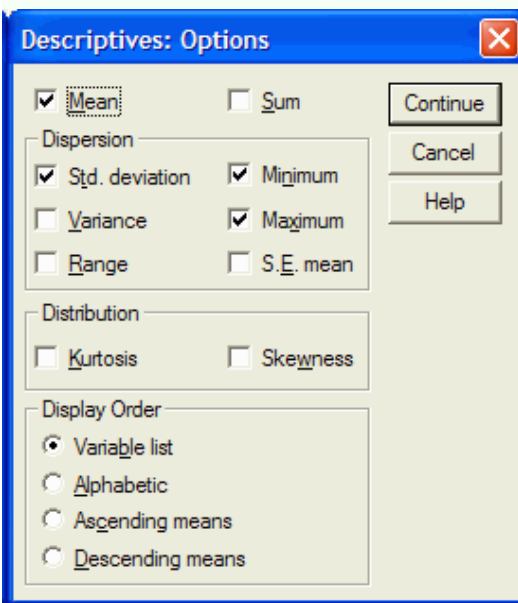 Descriptives: Options
Mean
Sum
Continue
Dispersion
Cancel
Std. deviation
Minimum
Help
Variance
Maximum
Range
S.E. mean
Distribution
Kurtosis
Skewness
Display Order
Variable list
Alphabetic
Ascending means
Descending means